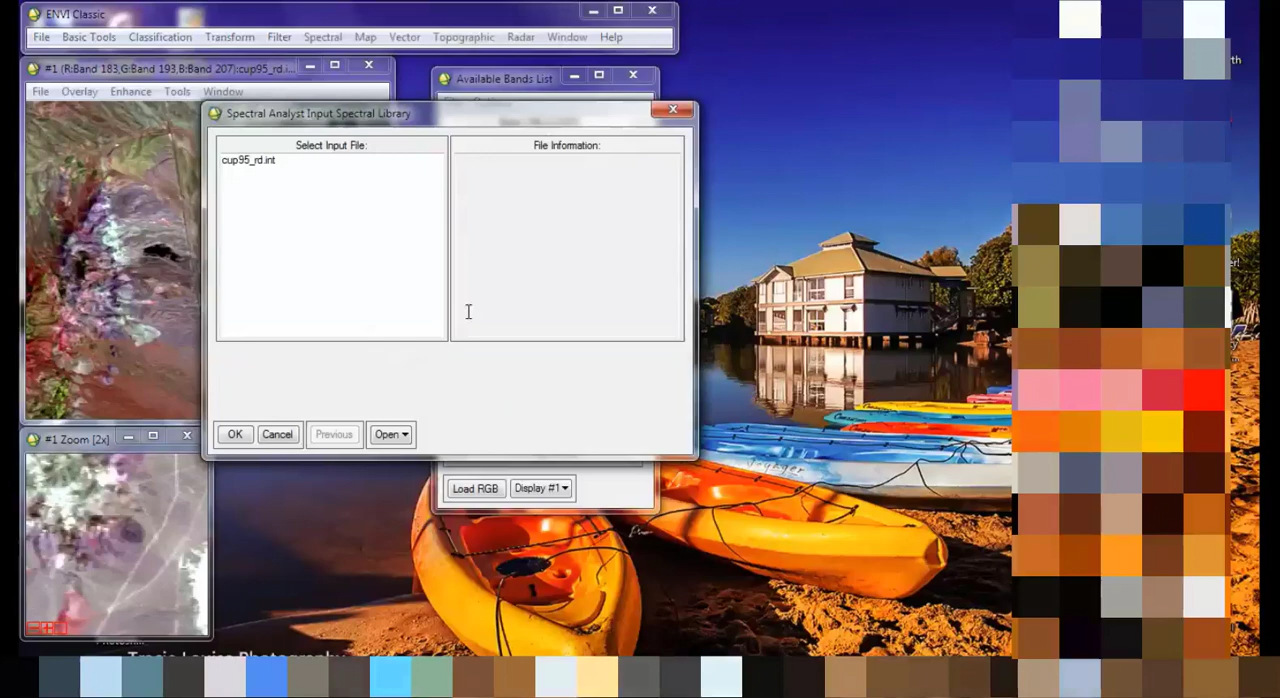 ENVI Classic
File Basic Tools Classification Transform Filter Spectral Map Vector Topographic Radar Window Help
#1 (R:Band 183,G:Band 193,B:Band 207):cup95_rd.i...
File Overlay Enhance Tools Window
Available Bands List
Spectral Analyst Input Spectral Library
Select Input File:
File Information:
cup95_rd.int
OK Cancel Previous Open
#1 Zoom [2x]
Load RGB Display #1
Voyager